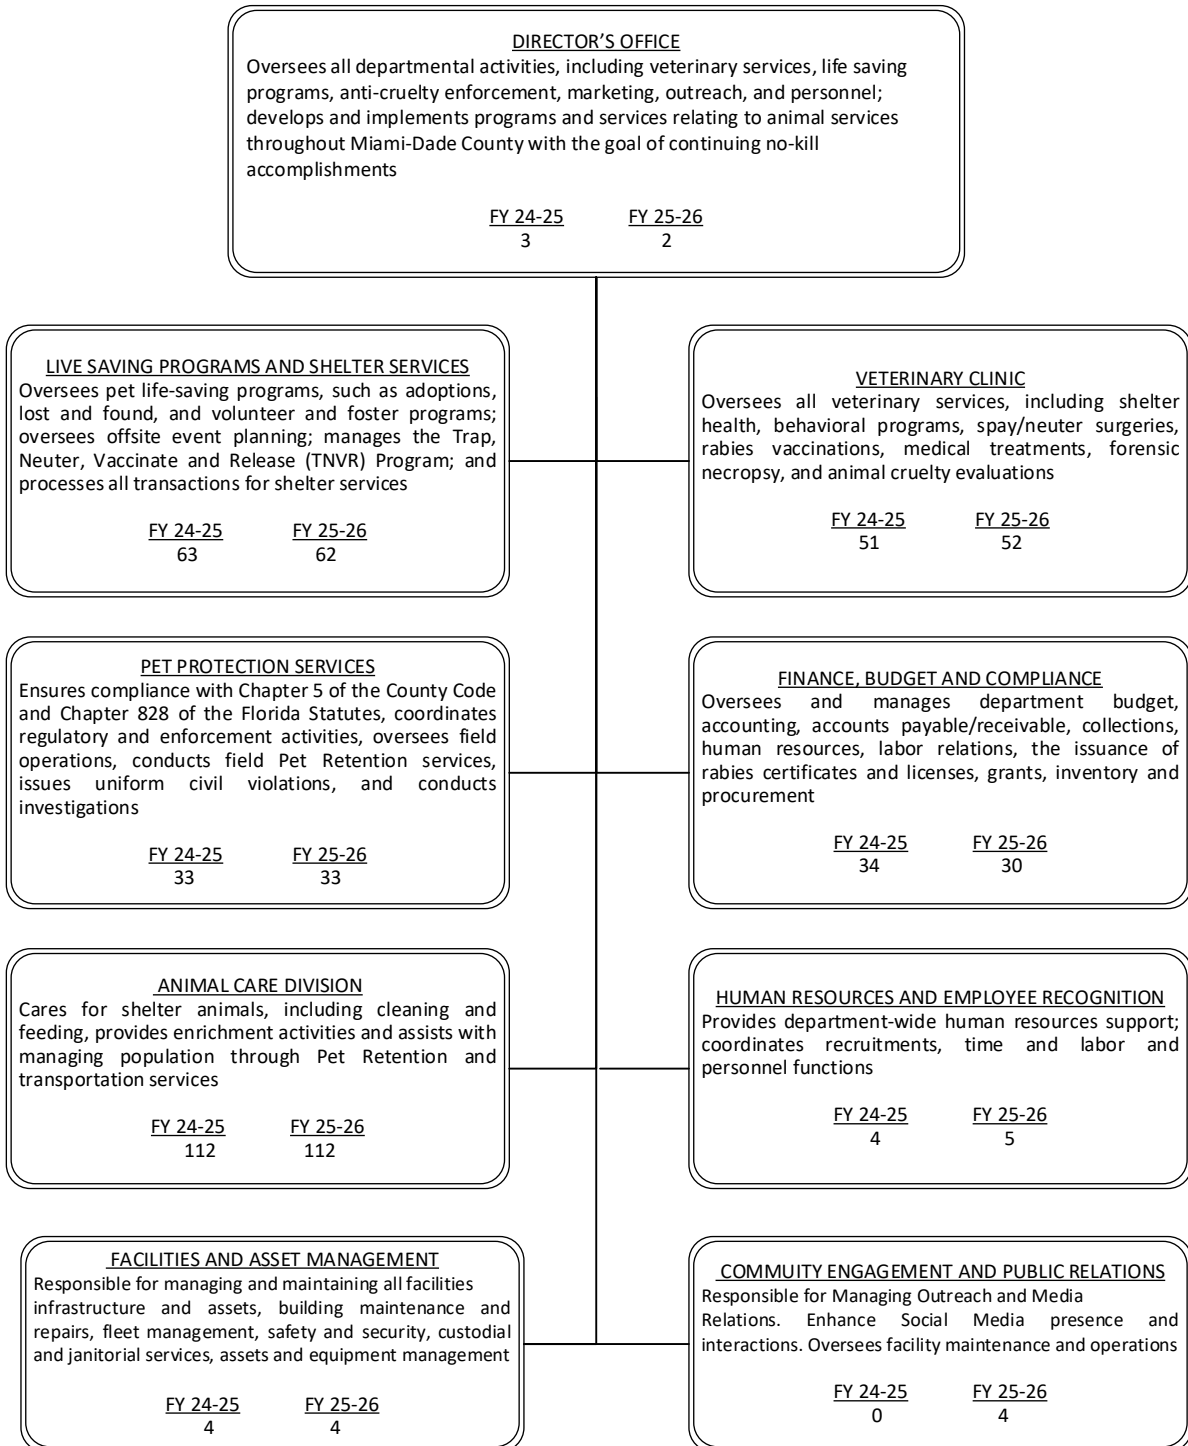 DIRECTOR'S OFFICE
Oversees all departmental activities, including veterinary services, life saving
programs, anti-cruelty enforcement, marketing, outreach, and personnel;
develops and implements programs and services relating to animal services
throughout Miami-Dade County with the goal of continuing no-kill
accomplishments
FY 24-25 FY 25-26
3 2
LIVE SAVING PROGRAMS AND SHELTER SERVICES
Oversees pet life-saving programs, such as adoptions,
lost and found, and volunteer and foster programs;
oversees offsite event planning; manages the Trap,
Neuter, Vaccinate and Release (TNVR) Program; and
processes all transactions for shelter services
FY 24-25 FY 25-26
63 62
VETERINARY CLINIC
Oversees all veterinary services, including shelter
health, behavioral programs, spay/neuter surgeries,
rabies vaccinations, medical treatments, forensic
necropsy, and animal cruelty evaluations
FY 24-25 FY 25-26
51 52
PET PROTECTION SERVICES
Ensures compliance with Chapter 5 of the County Code
and Chapter 828 of the Florida Statutes, coordinates
regulatory and enforcement activities, oversees field
operations, conducts field Pet Retention services,
issues uniform civil violations, and conducts
investigations
FY 24-25 FY 25-26
33 33
FINANCE, BUDGET AND COMPLIANCE
Oversees and manages department budget,
accounting, accounts payable/receivable, collections,
human resources, labor relations, the issuance of
rabies certificates and licenses, grants, inventory and
procurement
FY 24-25 FY 25-26
34 30
ANIMAL CARE DIVISION
Cares for shelter animals, including cleaning and
feeding, provides enrichment activities and assists with
managing population through Pet Retention and
transportation services
FY 24-25 FY 25-26
112 112
HUMAN RESOURCES AND EMPLOYEE RECOGNITION
Provides department-wide human resources support;
coordinates recruitments, time and labor and
personnel functions
FY 24-25 FY 25-26
4 5
FACILITIES AND ASSET MANAGEMENT
Responsible for managing and maintaining all facilities
infrastructure and assets, building maintenance and
repairs, fleet management, safety and security, custodial
and janitorial services, assets and equipment management
FY 24-25 FY 25-26
4 4
COMMUITY ENGAGEMENT AND PUBLIC RELATIONS
Responsible for Managing Outreach and Media
Relations. Enhance Social Media presence and
interactions. Oversees facility maintenance and operations
FY 24-25 FY 25-26
0 4